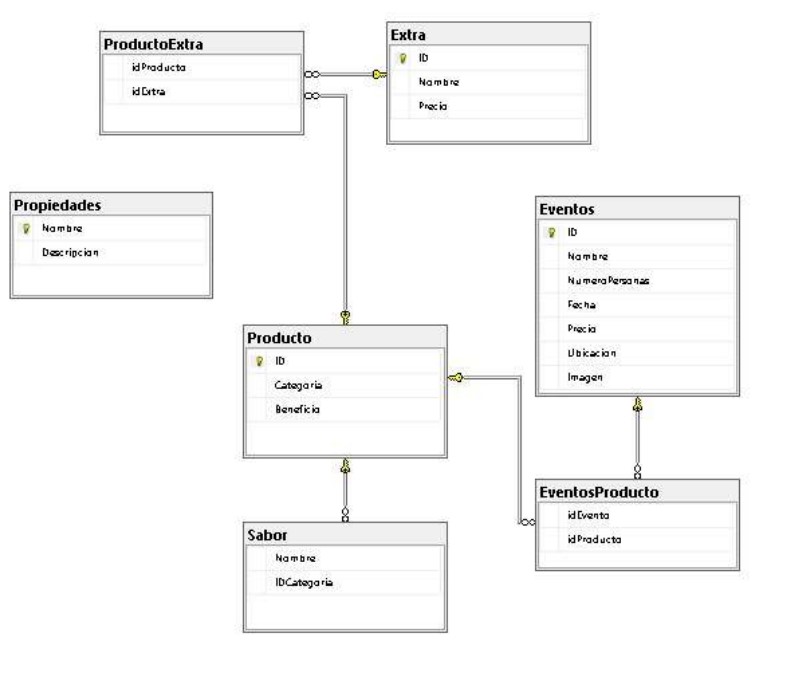 ProductoExtra
idProducto
idExtra
Extra
ID
Nombre
Precio
Propiedades
Nombre
Descripcion
Eventos
ID
Nombre
NumeroPersonas
Fecha
Precio
Ubicacion
Imagen
Producto
ID
Categoria
Beneficio
EventosProducto
idEvento
idProducto
Sabor
Nombre
IDCategoria